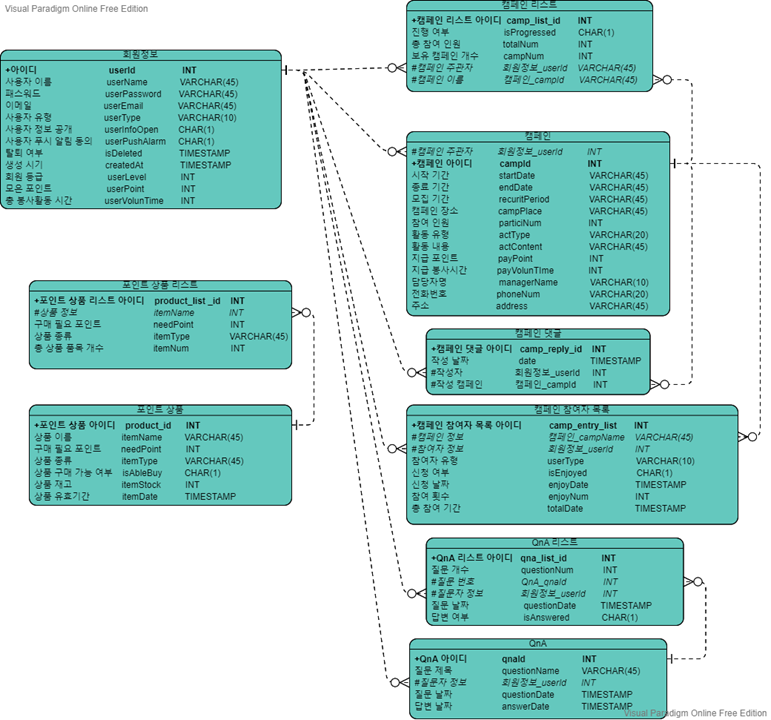 Visual Paradigm Online Free Edition
회원정보
+아이디 userId INT
사용자 이름 userName VARCHAR(45)
패스워드 userPassword VARCHAR(45)
이메일 userEmail VARCHAR(45)
사용자 유형 userType VARCHAR(10)
사용자 정보 공개 userInfoOpen CHAR(1)
사용자 푸시 알림 동의 userPushAlarm CHAR(1)
탈퇴 여부 isDeleted TIMESTAMP
생성 시기 createdAt TIMESTAMP
회원 등급 userLevel INT
모은 포인트 userPoint INT
총 봉사활동 시간 userVolunTime INT
포인트 상품 리스트
+포인트 상품 리스트 아이디 product_list _id INT
#상품 정보 itemName INT
구매 필요 포인트 needPoint INT
상품 종류 itemType VARCHAR(45)
총 상품 품목 개수 itemNum INT
포인트 상품
+포인트 상품 아이디 product_id INT
상품 이름 itemName VARCHAR(45)
구매 필요 포인트 needPoint INT
상품 종류 itemType VARCHAR(45)
상품 구매 가능 여부 isAbleBuy CHAR(1)
상품 재고 itemStock INT
상품 유효기간 itemDate TIMESTAMP
캠페인 리스트
+캠페인 리스트 아이디 camp_list_id INT
진행 여부 isProgressed CHAR(1)
총 참여 인원 totalNum INT
보유 캠페인 개수 campNum INT
#캠페인 주관자 회원정보_userId VARCHAR(45)
#캠페인 이름 캠페인_campId VARCHAR(45)
캠페인
#캠페인 주관자 회원정보_userId INT
+캠페인 아이디 campId INT
시작 기간 startDate VARCHAR(45)
종료 기간 endDate VARCHAR(45)
모집 기간 recuritPeriod VARCHAR(45)
캠페인 장소 campPlace VARCHAR(45)
참여 인원 particiNum INT
활동 유형 actType VARCHAR(20)
활동 내용 actContent VARCHAR(45)
지급 포인트 payPoint INT
지급 봉사시간 payVolunTIme INT
담당자명 managerName VARCHAR(10)
전화번호 phoneNum VARCHAR(20)
주소 address VARCHAR(45)
캠페인 댓글
+캠페인 댓글 아이디 camp_reply_id INT
작성 날짜 date TIMESTAMP
#작성자 회원정보_userId INT
#작성 캠페인 캠페인_campId INT
캠페인 참여자 목록
+캠페인 참여자 목록 아이디 camp_entry_list INT
#캠페인 정보 캠페인_campName VARCHAR(45)
#참여자 정보 회원정보_userId INT
참여자 유형 userType VARCHAR(10)
신청 여부 isEnjoyed CHAR(1)
신청 날짜 enjoyDate TIMESTAMP
참여 횟수 enjoyNum INT
총 참여 기간 totalDate TIMESTAMP
QnA 리스트
+QnA 리스트 아이디 qna_list_id INT
질문 개수 questionNum INT
#질문 번호 QnA_qnaId INT
#질문자 정보 회원정보_userId INT
질문 날짜 questionDate TIMESTAMP
답변 여부 isAnswered CHAR(1)
QnA
+QnA 아이디 qnaId INT
질문 제목 questionName VARCHAR(45)
#질문자 정보 회원정보_userId INT
질문 날짜 questionDate TIMESTAMP
답변 날짜 answerDate TIMESTAMP
Visual Paradigm Online Free Edition